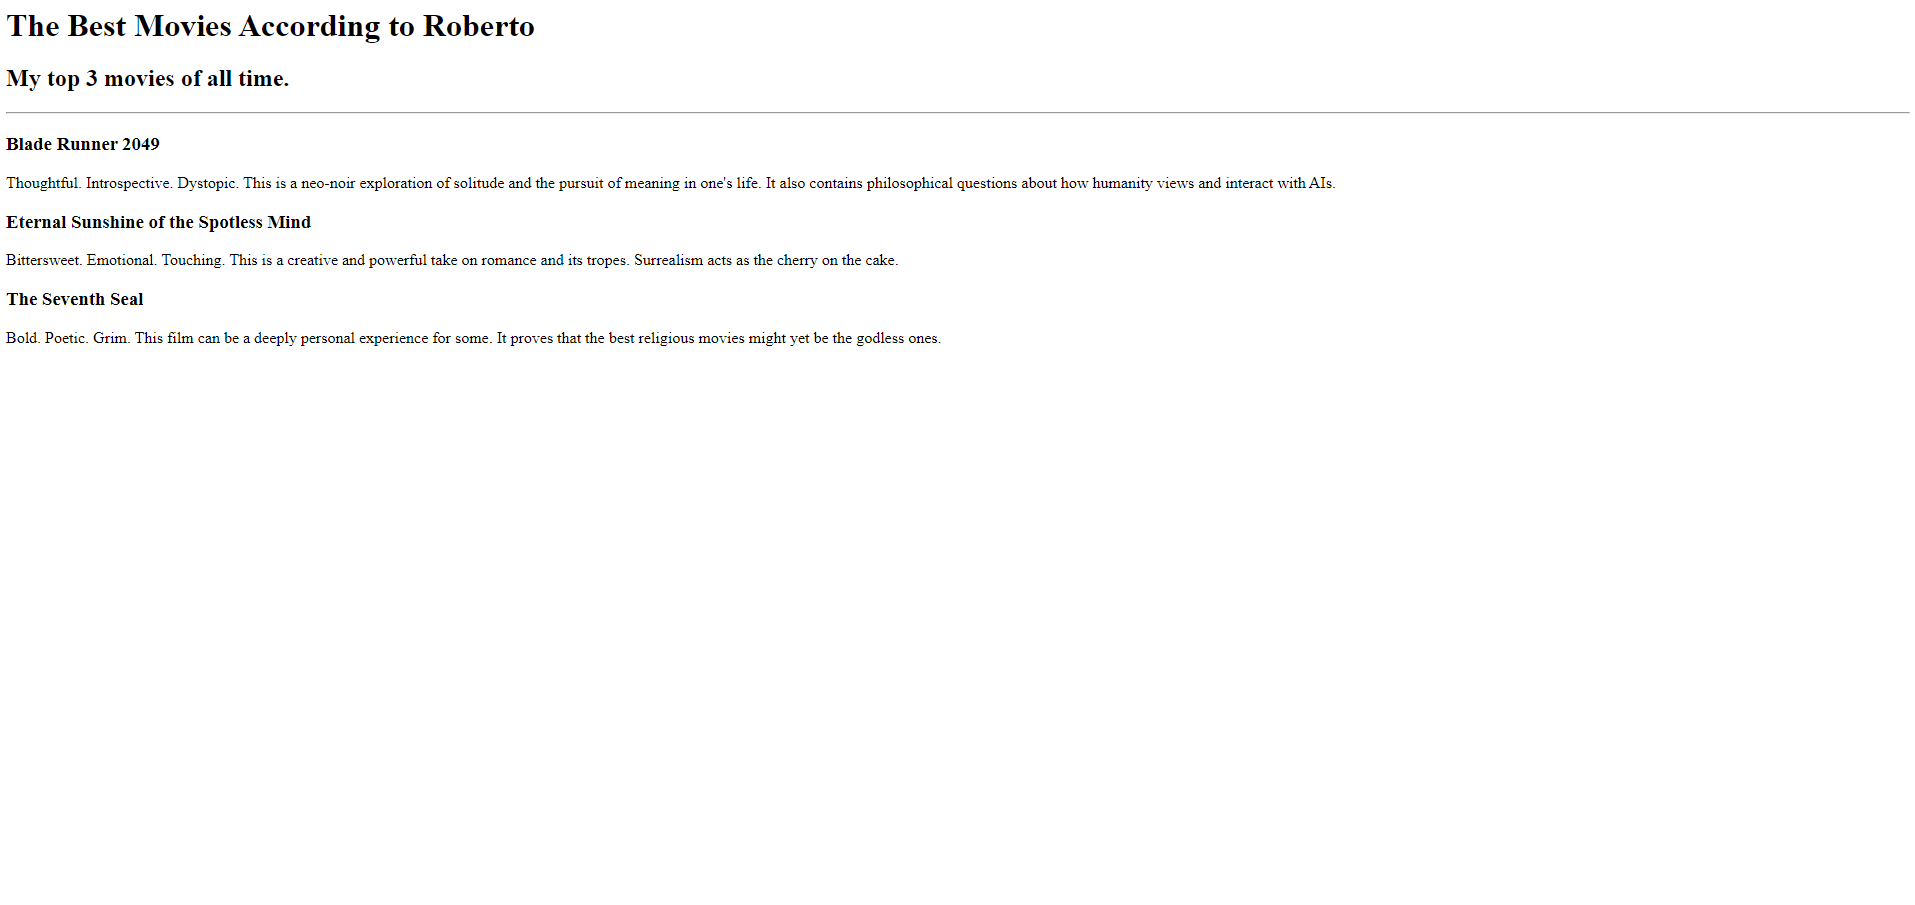 The Best Movies According to Roberto
My top 3 movies of all time.
Blade Runner 2049
Thoughtful. Introspective. Dystopic. This is a neo-noir exploration of solitude and the pursuit of meaning in one's life. It also contains philosophical questions about how humanity views and interact with AIs.
Eternal Sunshine of the Spotless Mind
Bittersweet. Emotional. Touching. This is a creative and powerful take on romance and its tropes. Surrealism acts as the cherry on the cake.
The Seventh Seal
Bold. Poetic. Grim. This film can be a deeply personal experience for some. It proves that the best religious movies might yet be the godless ones.